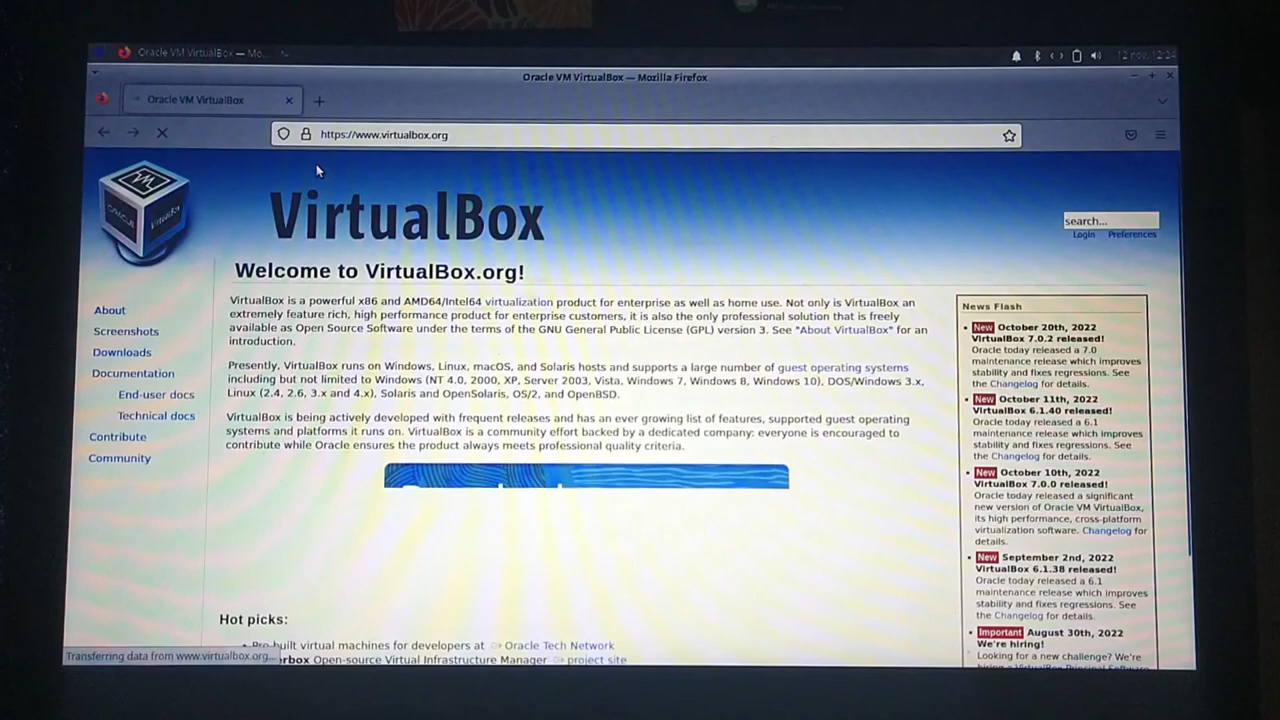 Oracle VM VirtualBox — Mo...
12 nov, 12:24
Oracle VM VirtualBox — Mozilla Firefox
Oracle VM VirtualBox
https://www.virtualbox.org
ORACLE
VirtualBox
VirtualBox
search...
Login Preferences
Welcome to VirtualBox.org!
About
Screenshots
Downloads
Documentation
End-user docs
Technical docs
Contribute
Community
VirtualBox is a powerful x86 and AMD64/Intel64 virtualization product for enterprise as well as home use. Not only is VirtualBox an
extremely feature rich, high performance product for enterprise customers, it is also the only professional solution that is freely
available as Open Source Software under the terms of the GNU General Public License (GPL) version 3. See "About VirtualBox" for an
introduction.
Presently, VirtualBox runs on Windows, Linux, macOS, and Solaris hosts and supports a large number of guest operating systems
including but not limited to Windows (NT 4.0, 2000, XP, Server 2003, Vista, Windows 7, Windows 8, Windows 10), DOS/Windows 3.x,
Linux (2.4, 2.6, 3.x and 4.x), Solaris and OpenSolaris, OS/2, and OpenBSD.
VirtualBox is being actively developed with frequent releases and has an ever growing list of features, supported guest operating
systems and platforms it runs on. VirtualBox is a community effort backed by a dedicated company: everyone is encouraged to
contribute while Oracle ensures the product always meets professional quality criteria.
Hot picks:
Pre-built virtual machines for developers at Oracle Tech Network
rbox Open-source Virtual Infrastructure Manager project site
News Flash
New October 20th, 2022
VirtualBox 7.0.2 released!
Oracle today released a 7.0
maintenance release which improves
stability and fixes regressions. See
the Changelog for details.
New October 11th, 2022
VirtualBox 6.1.40 released!
Oracle today released a 6.1
maintenance release which improves
stability and fixes regressions. See
the Changelog for details.
New October 10th, 2022
VirtualBox 7.0.0 released!
Oracle today released a significant
new version of Oracle VM VirtualBox,
its high performance, cross-platform
virtualization software. Changelog for
details.
New September 2nd, 2022
VirtualBox 6.1.38 released!
Oracle today released a 6.1
maintenance release which improves
stability and fixes regressions. See
the Changelog for details.
Important August 30th, 2022
We're hiring!
Looking for a new challenge? We're
hiring a VirtualBox Principal Software
Transferring data from www.virtualbox.org...